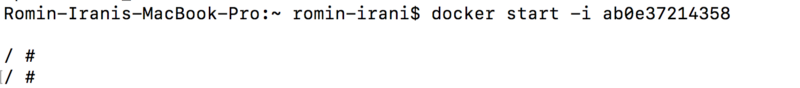 Romin-Iranis-MacBook-Pro:~ romin-irani$ docker start -i ab0e37214358
/ #
/ #